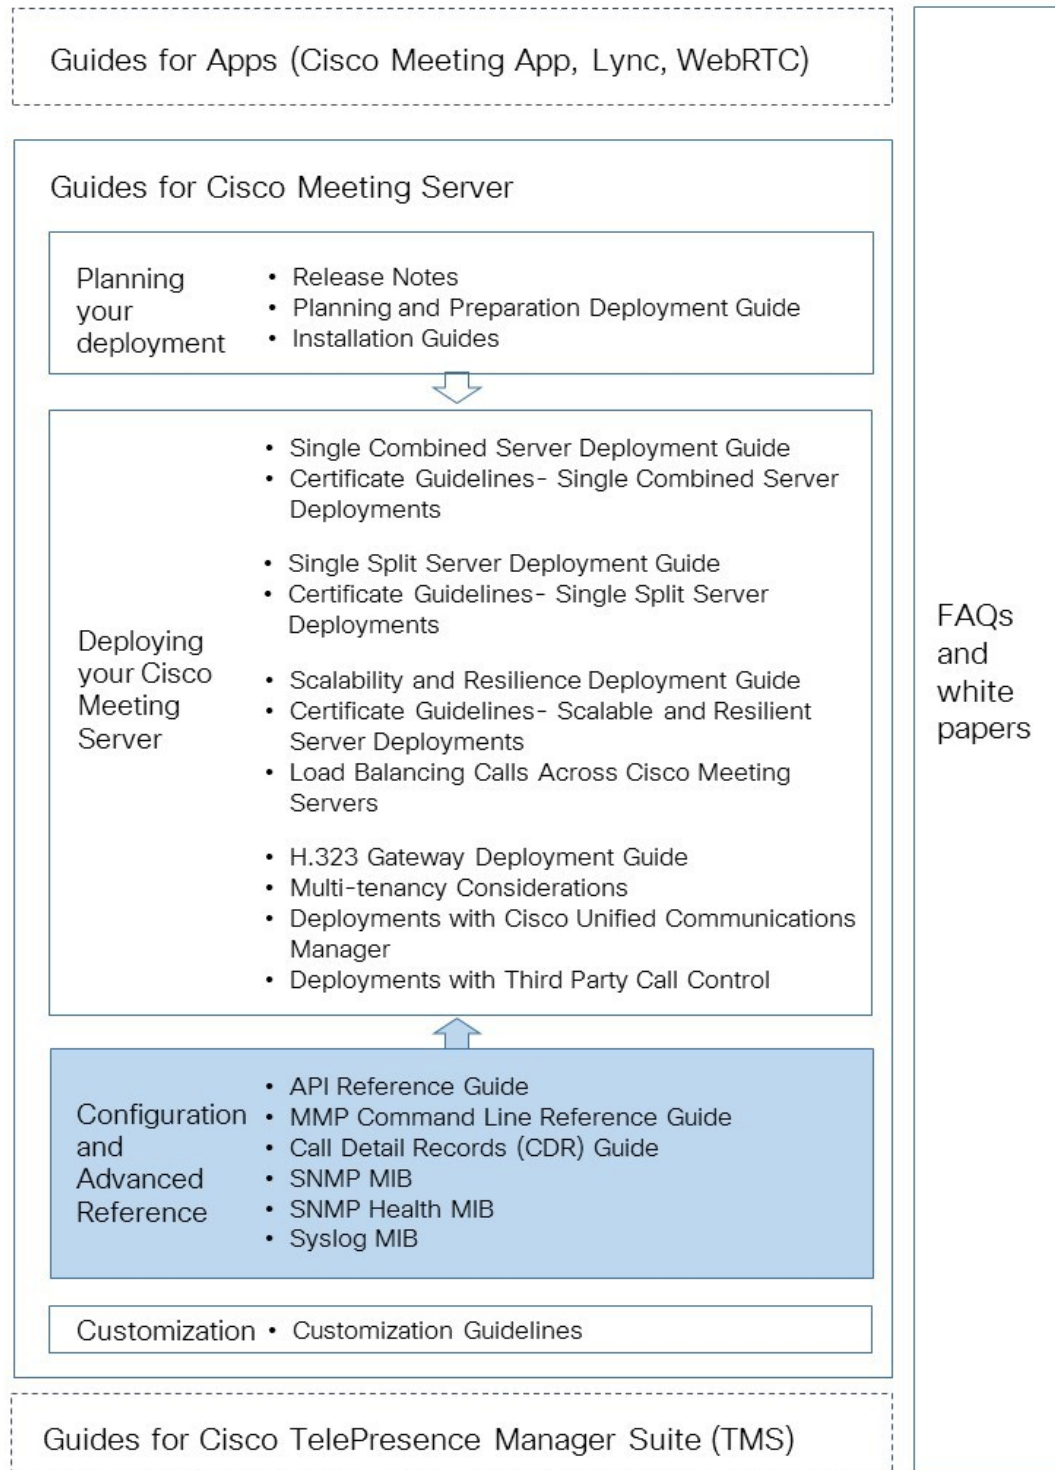 Guides for Apps (Cisco Meeting App, Lync, WebRTC)
Guides for Cisco Meeting Server
Planning
your
deployment
• Release Notes
• Planning and Preparation Deployment Guide
• Installation Guides
Deploying
your Cisco
Meeting
Server
• Single Combined Server Deployment Guide
• Certificate Guidelines- Single Combined Server
Deployments
• Single Split Server Deployment Guide
• Certificate Guidelines- Single Split Server
Deployments
• Scalability and Resilience Deployment Guide
• Certificate Guidelines- Scalable and Resilient
Server Deployments
• Load Balancing Calls Across Cisco Meeting
Servers
• H.323 Gateway Deployment Guide
• Multi-tenancy Considerations
• Deployments with Cisco Unified Communications
Manager
• Deployments with Third Party Call Control
Configuration
and
Advanced
Reference
• API Reference Guide
• MMP Command Line Reference Guide
• Call Detail Records (CDR) Guide
• SNMP MIB
• SNMP Health MIB
• Syslog MIB
Customization
• Customization Guidelines
Guides for Cisco TelePresence Manager Suite (TMS)
FAQs
and
white
papers